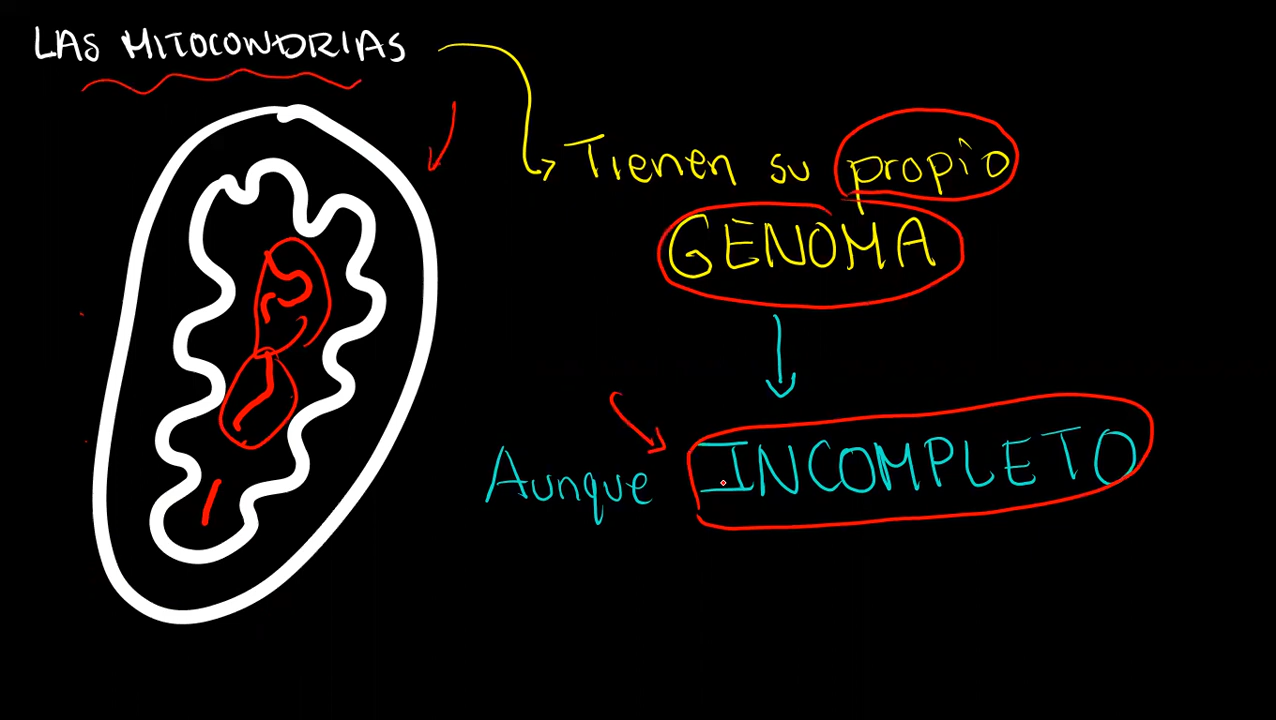 LAS MITOCONDRIAS
Tienen su propio
GENOMA
Aunque INCOMPLETO